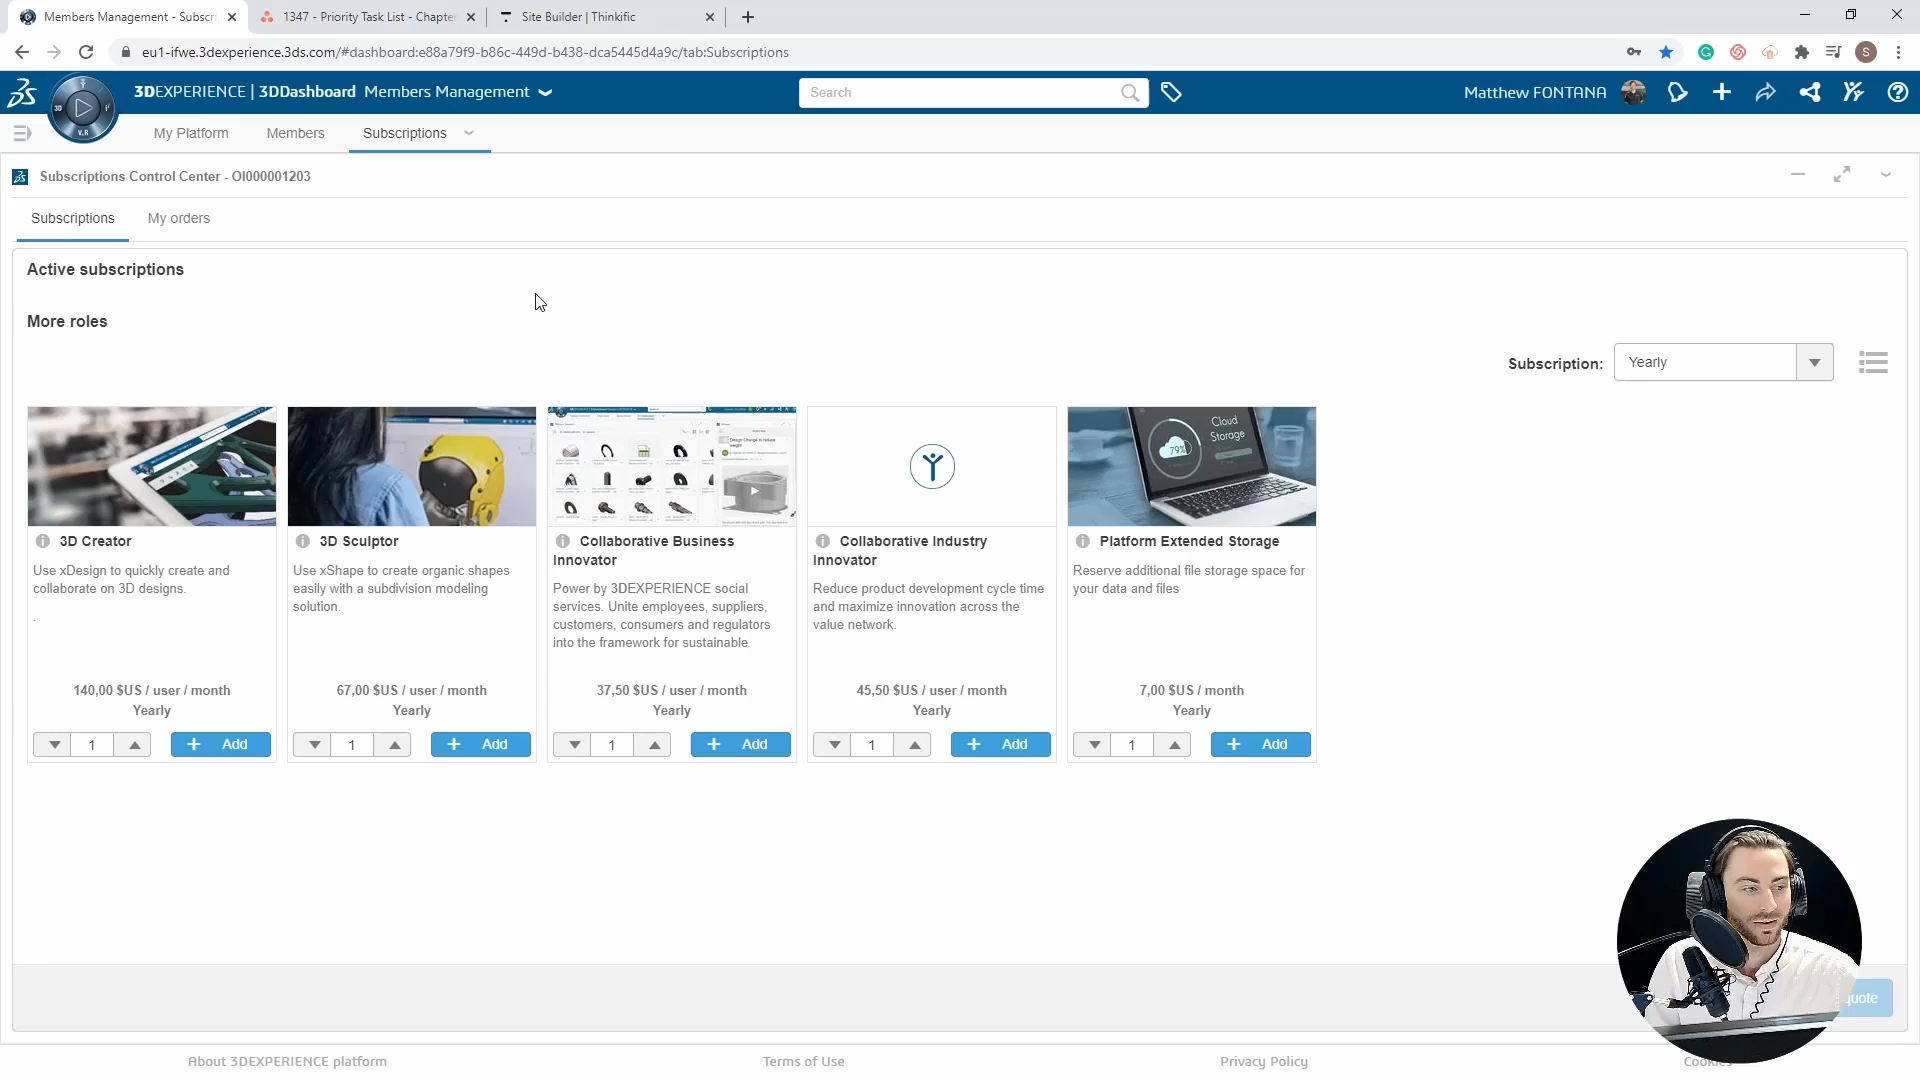 Members Management - Subscri
1347 - Priority Task List - Chapte
Site Builder | Thinkific
eu1-ifwe.3dexperience.3ds.com/#dashboard:e88a79f9-b86c-449d-b438-dca5445d4a9c/tab:Subscriptions
S
3D
V.R
3DEXPERIENCE | 3DDashboard Members Management
Search
Matthew FONTANA
My Platform
Members
Subscriptions
Subscriptions Control Center - OI000001203
Subscriptions
My orders
Active subscriptions
More roles
Subscription:
Yearly
3D Creator
Use xDesign to quickly create and
collaborate on 3D designs.
.
140,00 $US / user / month
Yearly
1
+ Add
3D Sculptor
Use xShape to create organic shapes
easily with a subdivision modeling
solution.
67,00 $US / user / month
Yearly
1
+ Add
Collaborative Business
Innovator
Power by 3DEXPERIENCE social
services. Unite employees, suppliers,
customers, consumers and regulators
into the framework for sustainable
37,50 $US / user / month
Yearly
1
+ Add
Collaborative Industry
Innovator
Reduce product development cycle time
and maximize innovation across the
value network.
45,50 $US / user / month
Yearly
1
+ Add
Cloud
Storage
79%
Platform Extended Storage
Reserve additional file storage space for
your data and files
7,00 $US / month
Yearly
1
+ Add
quote
About 3DEXPERIENCE platform
Terms of Use
Privacy Policy
Cookies